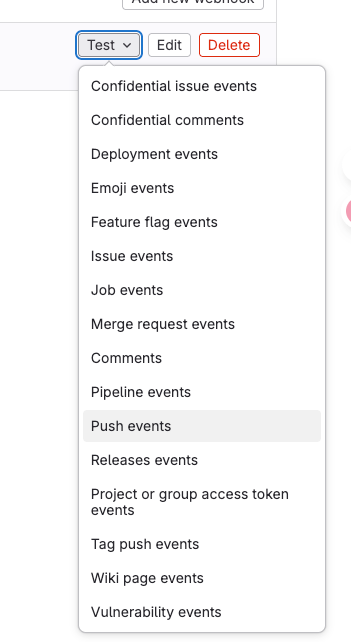 Add new webhook
Test
Edit
Delete
Confidential issue events
Confidential comments
Deployment events
Emoji events
Feature flag events
Issue events
Job events
Merge request events
Comments
Pipeline events
Push events
Releases events
Project or group access token
events
Tag push events
Wiki page events
Vulnerability events